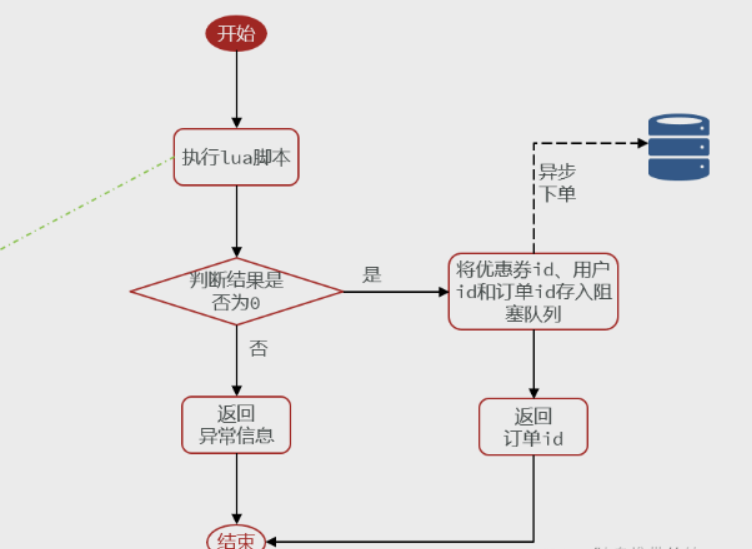 开始
执行lua脚本
异步
下单
判断结果是
否为0
是
将优惠券id、用户
id和订单id存入阻
塞队列
否
返回
异常信息
返回
订单id
结束